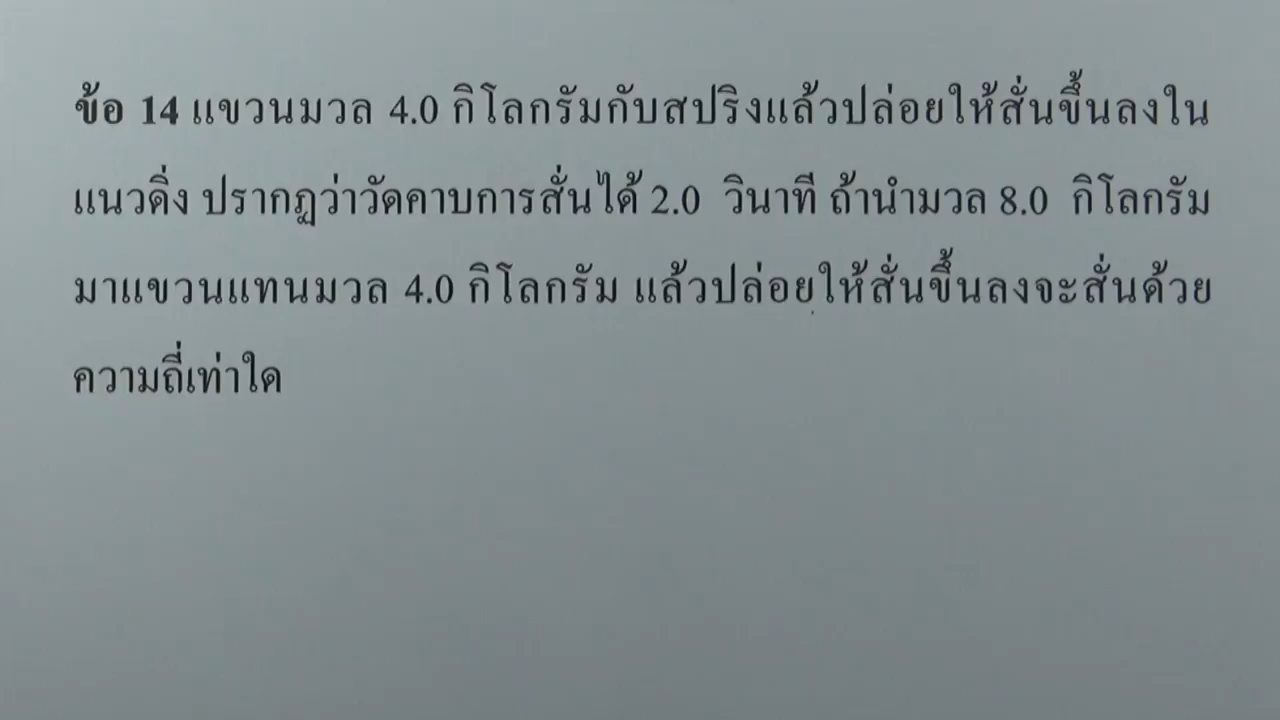 ข้อ 14 แขวนมวล 4.0 กิโลกรัมกับสปริงแล้วปล่อยให้สั่นขึ้นลงใน
แนวดิ่ง ปรากฏว่าวัดคาบการสั่นได้ 2.0 วินาที ถ้านำมวล 8.0 กิโลกรัม
มาแขวนแทนมวล 4.0 กิโลกรัม แล้วปล่อยให้สั่นขึ้นลงจะสั่นด้วย
ความถี่เท่าใด